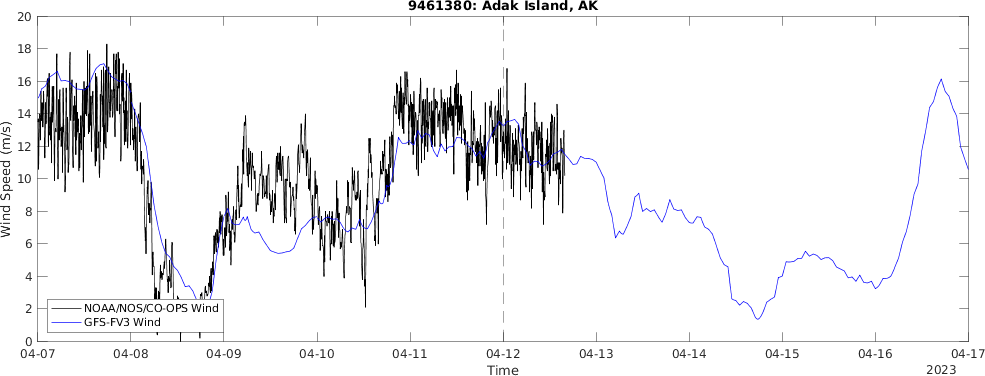 9461380: Adak Island, AK
Wind Speed (m/s)
20
18
16
14
12
10
8
6
4
2
0
NOAA/NOS/CO-OPS Wind
GFS-FV3 Wind
04-07 04-08 04-09 04-10 04-11 04-12 04-13 04-14 04-15 04-16 04-17
Time
2023